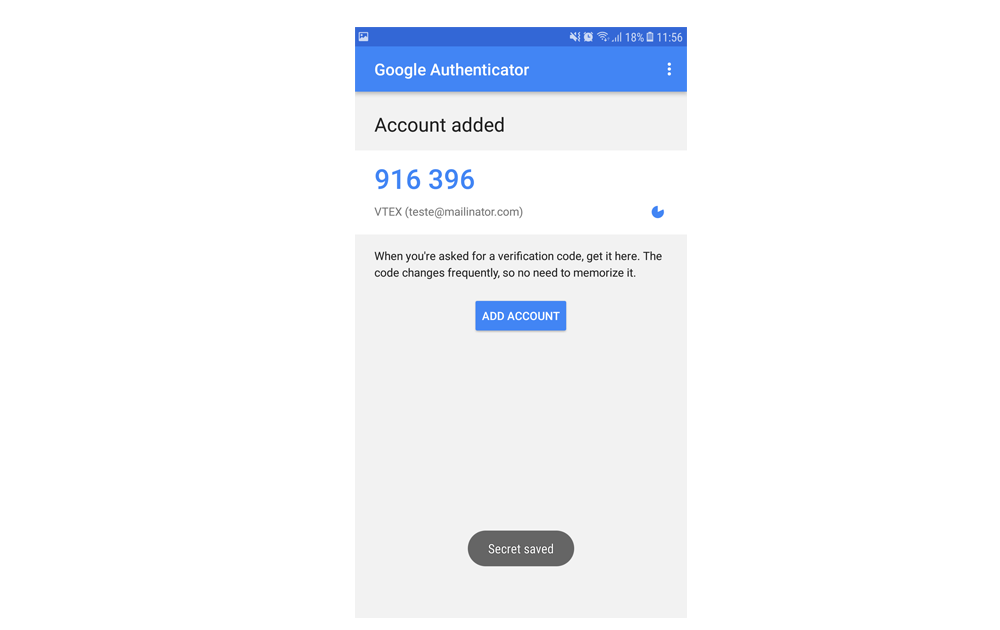 18% 11:56
Google Authenticator
Account added
916 396
VTEX (teste@mailinator.com)
When you're asked for a verification code, get it here. The
code changes frequently, so no need to memorize it.
ADD ACCOUNT
Secret saved